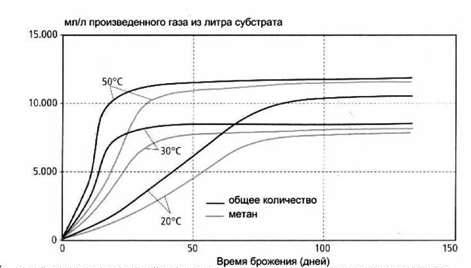 мл/л произведенного газа из литра субстрата
15.000
50°C
10.000
30°C
5.000
общее количество
метан
20°C
0
0
50
100
150
Время брожения (дней)